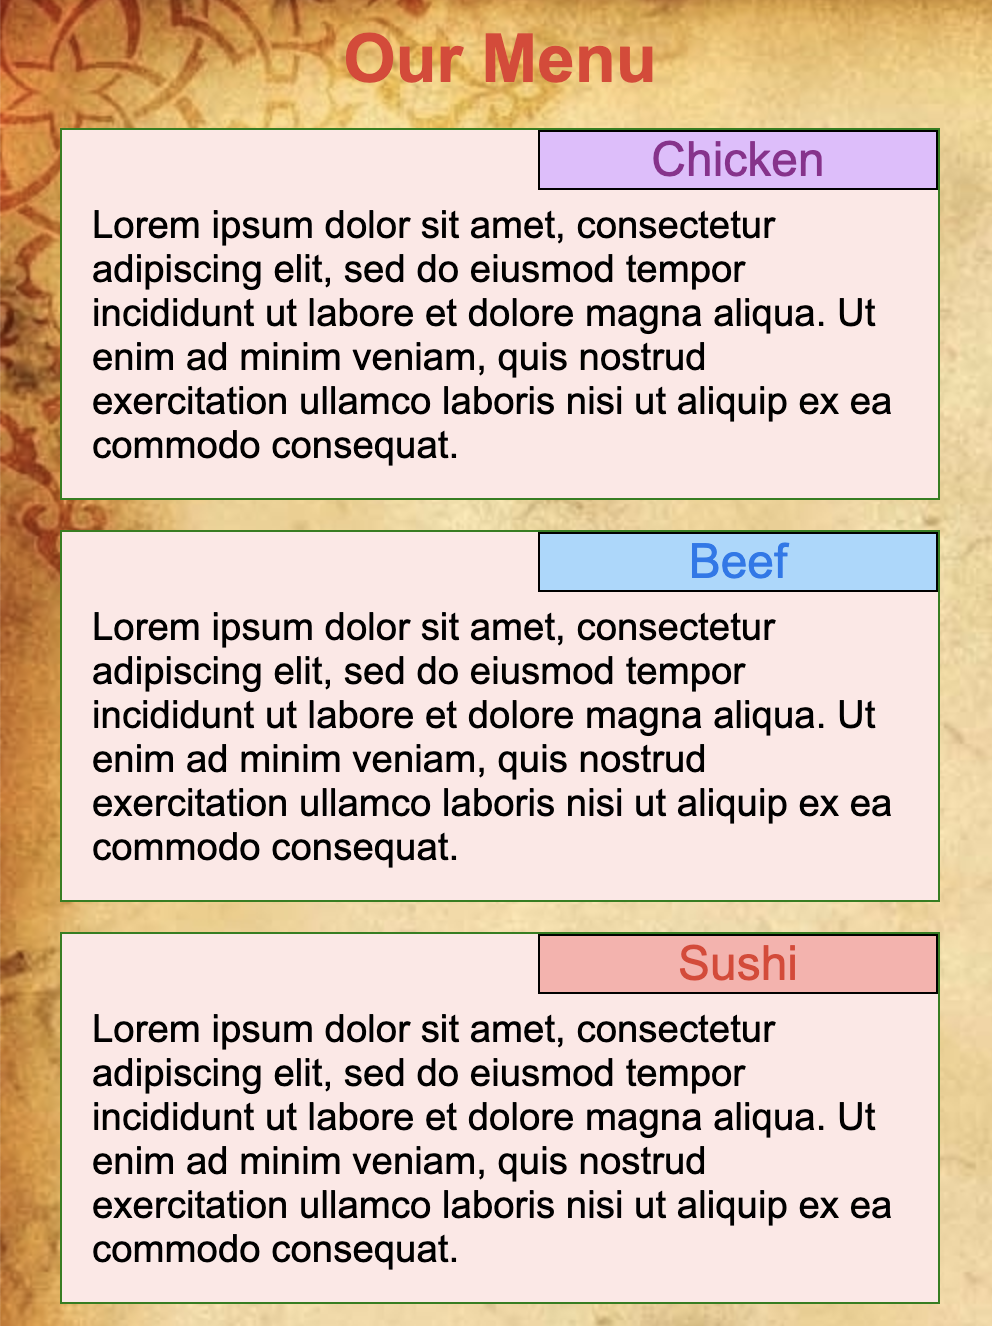 Our Menu
Chicken
Lorem ipsum dolor sit amet, consectetur
adipiscing elit, sed do eiusmod tempor
incididunt ut labore et dolore magna aliqua. Ut
enim ad minim veniam, quis nostrud
exercitation ullamco laboris nisi ut aliquip ex ea
commodo consequat.
Beef
Lorem ipsum dolor sit amet, consectetur
adipiscing elit, sed do eiusmod tempor
incididunt ut labore et dolore magna aliqua. Ut
enim ad minim veniam, quis nostrud
exercitation ullamco laboris nisi ut aliquip ex ea
commodo consequat.
Sushi
Lorem ipsum dolor sit amet, consectetur
adipiscing elit, sed do eiusmod tempor
incididunt ut labore et dolore magna aliqua. Ut
enim ad minim veniam, quis nostrud
exercitation ullamco laboris nisi ut aliquip ex ea
commodo consequat.